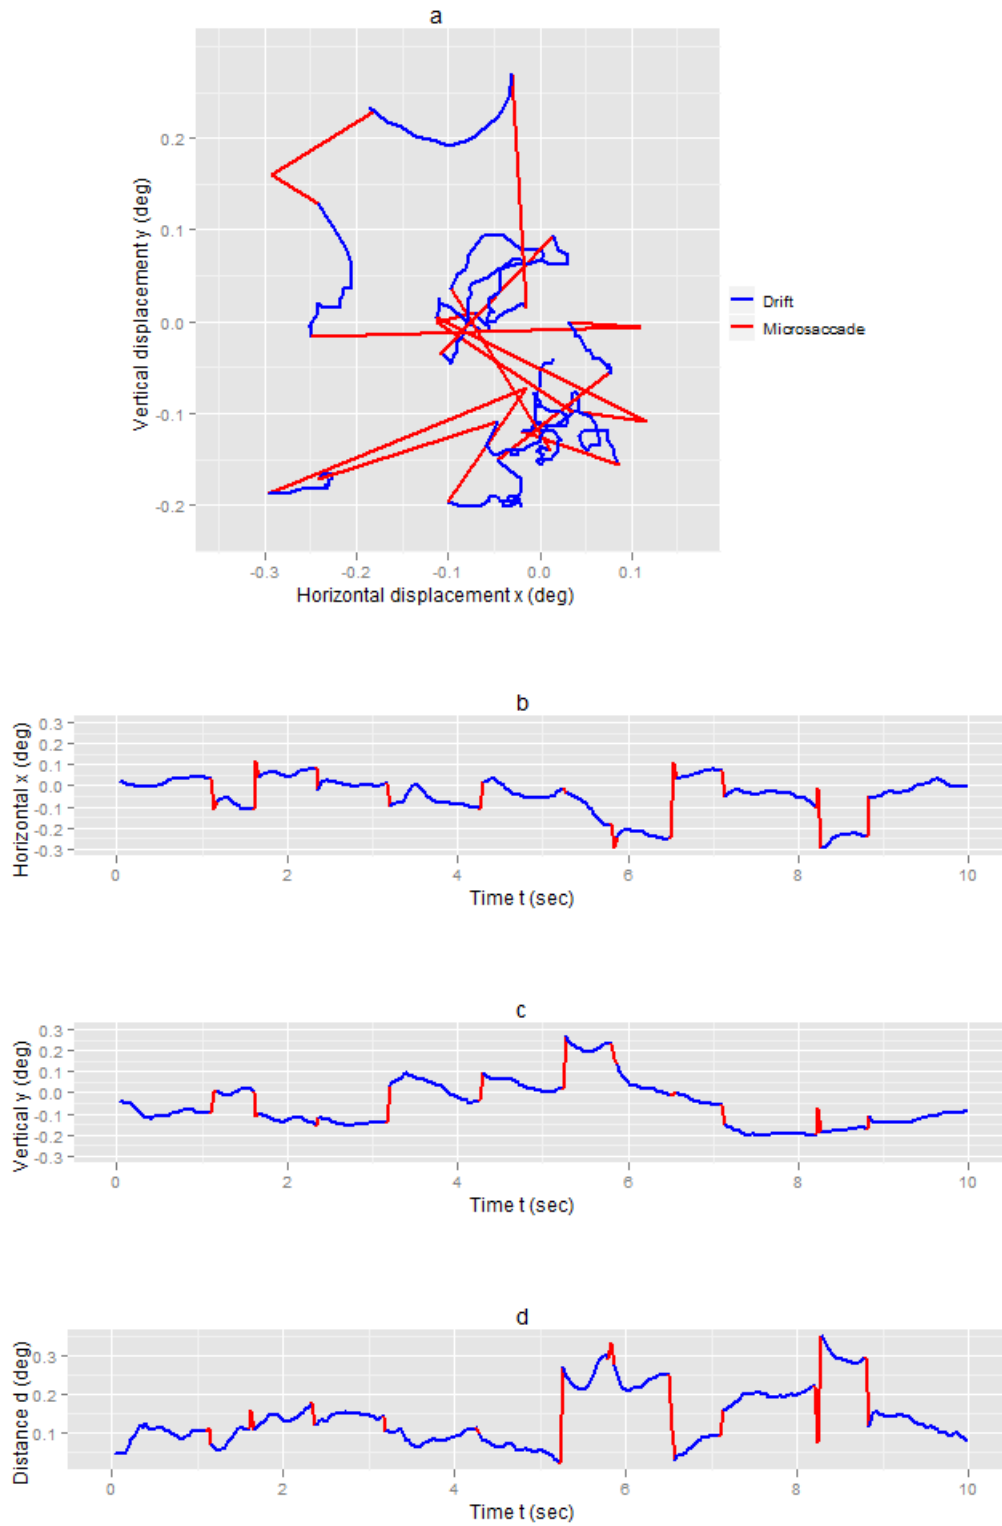 a
0.2
0.1
0.0
-0.1
-0.2
Vertical displacement y (deg)
-0.3 -0.2 -0.1 0.0 0.1
Horizontal displacement x (deg)
Drift
Microsaccade
b
0.3
0.2
0.1
0.0
-0.1
-0.2
-0.3
Horizontal x (deg)
0 2 4 6 8 10
Time t (sec)
c
0.3
0.2
0.1
0.0
-0.1
-0.2
-0.3
Vertical y (deg)
0 2 4 6 8 10
Time t (sec)
d
0.3
0.2
0.1
Distance d (deg)
0 2 4 6 8 10
Time t (sec)